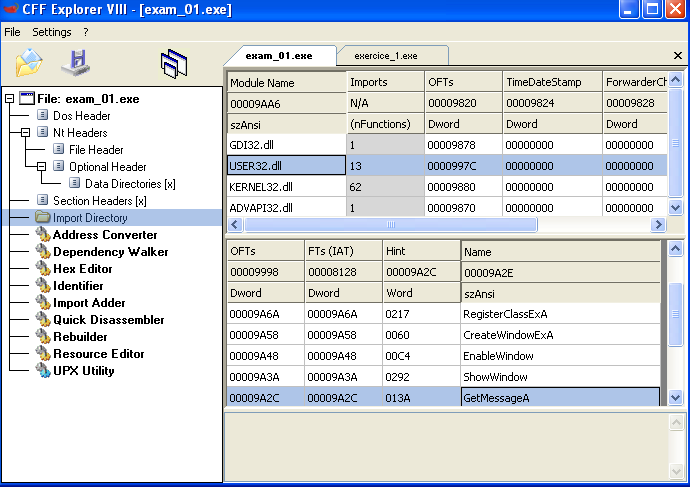 CFF Explorer VIII - [exam_01.exe]
File Settings ?
exam_01.exe exercice_1.exe
File: exam_01.exe
Dos Header
Nt Headers
File Header
Optional Header
Data Directories [x]
Section Headers [x]
Import Directory
Address Converter
Dependency Walker
Hex Editor
Identifier
Import Adder
Quick Disassembler
Rebuilder
Resource Editor
UPX Utility
Module Name Imports OFTs TimeDateStamp ForwarderCh
00009AA6 N/A 00009820 00009824 00009828
szAnsi (nFunctions) Dword Dword Dword
GDI32.dll 1 00009878 00000000 00000000
USER32.dll 13 0000997C 00000000 00000000
KERNEL32.dll 62 00009880 00000000 00000000
ADVAPI32.dll 1 00009870 00000000 00000000
OFTs FTs (IAT) Hint Name
00009998 00008128 00009A2C 00009A2E
Dword Dword Word szAnsi
00009A6A 00009A6A 0217 RegisterClassExA
00009A58 00009A58 0060 CreateWindowExA
00009A48 00009A48 00C4 EnableWindow
00009A3A 00009A3A 0292 ShowWindow
00009A2C 00009A2C 013A GetMessageA